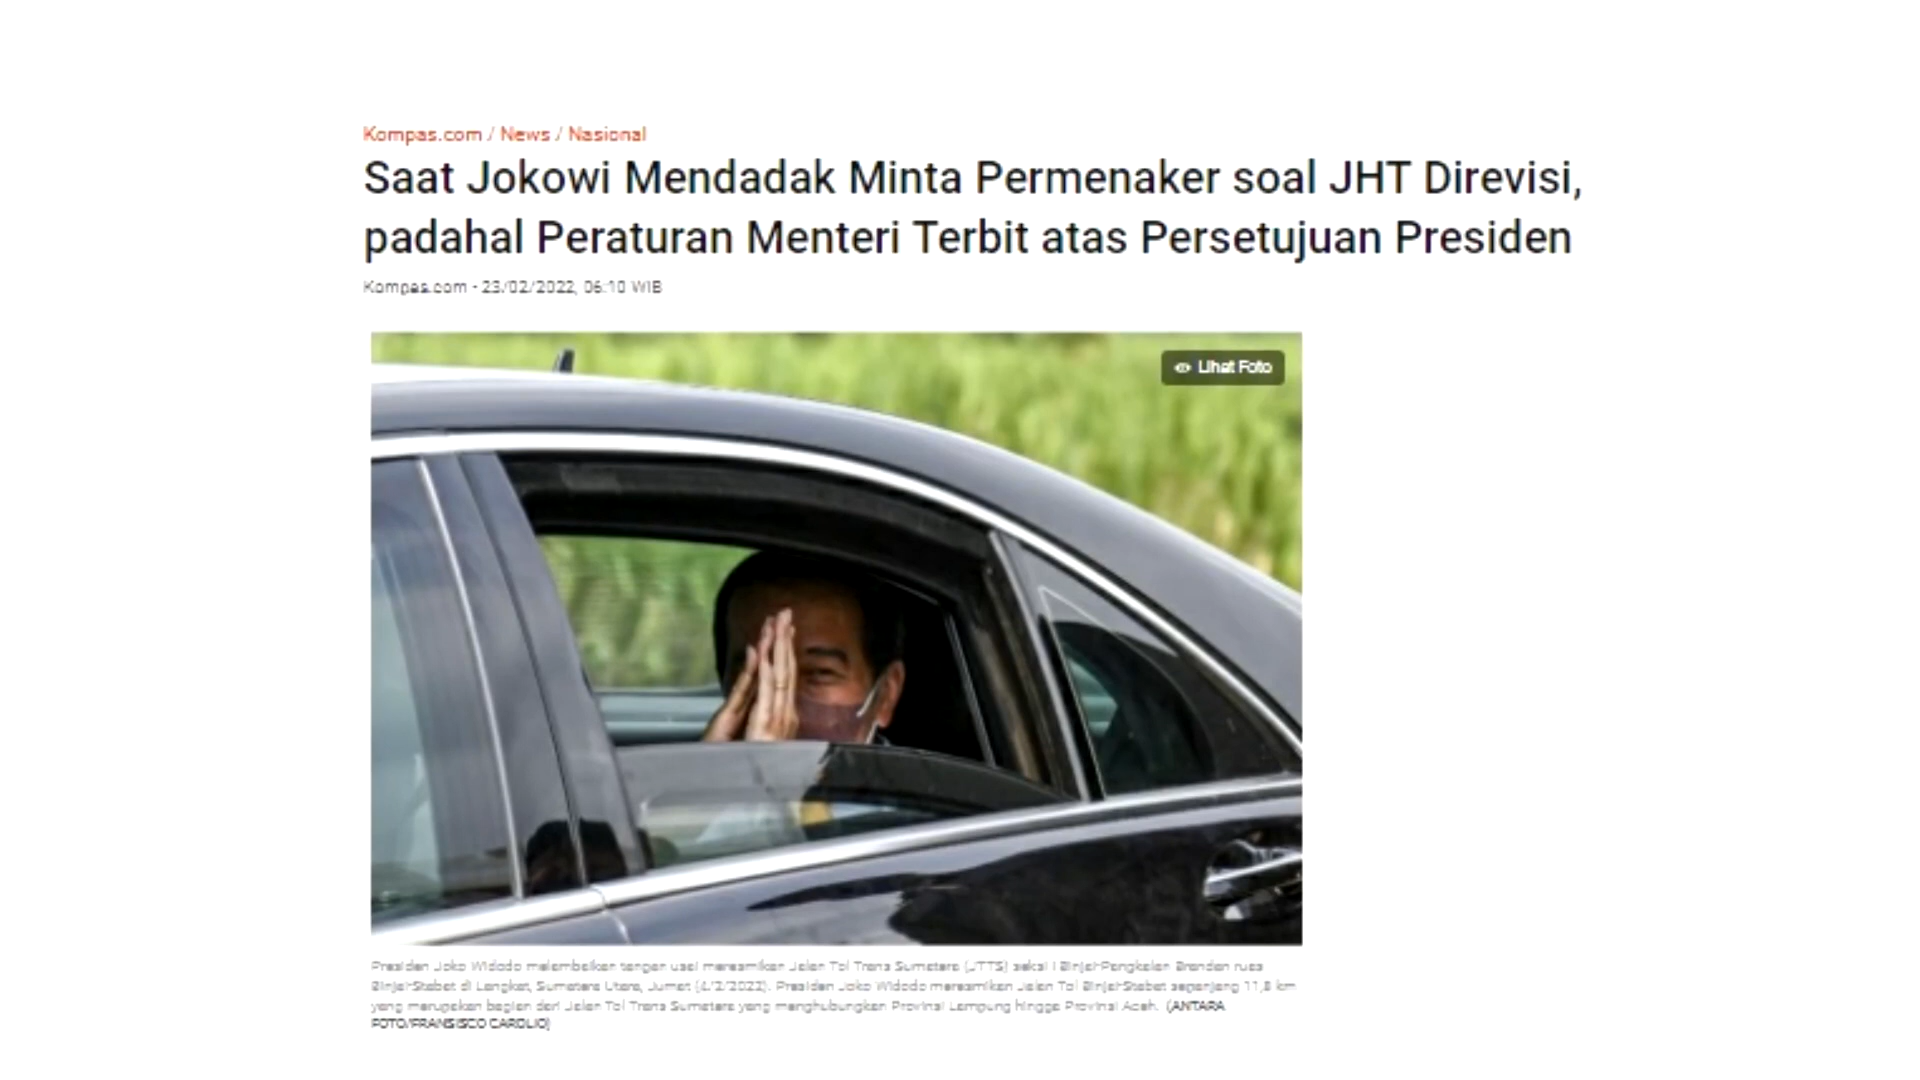 Kompas.com / News / Nasional
Saat Jokowi Mendadak Minta Permenaker soal JHT Direvisi,
padahal Peraturan Menteri Terbit atas Persetujuan Presiden
Kompas.com - 23/02/2022, 06:10 WIB
Lihat Foto
Presiden Joko Widodo melambaikan tangan usai meresmikan Jalan Tol Trans Sumatera (JTTS) seksi I Binjai-Pangkalan Brandan ruas
Binjai-Stabat di Langkat, Sumatera Utara, Jumat (4/2/2022). Presiden Joko Widodo meresmikan Jalan Tol Binjai-Stabat sepanjang 11,8 km
yang merupakan bagian dari Jalan Tol Trans Sumatera yang menghubungkan Provinsi Lampung hingga Provinsi Aceh. (ANTARA
FOTO/FRANSISCO CAROLIO)